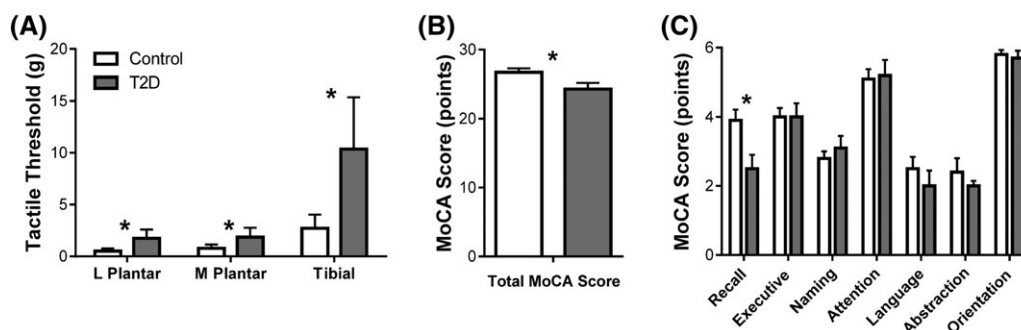 (A)
Tactile Threshold (g)
20
15
10
5
0
Control
T2D
*
*
*
L Plantar
M Plantar
Tibial
(B)
MoCA Score (points)
30
20
10
0
*
Total MoCA Score
(C)
MoCA Score (points)
6
4
2
0
*
Recall
Executive
Naming
Attention
Language
Abstraction
Orientation